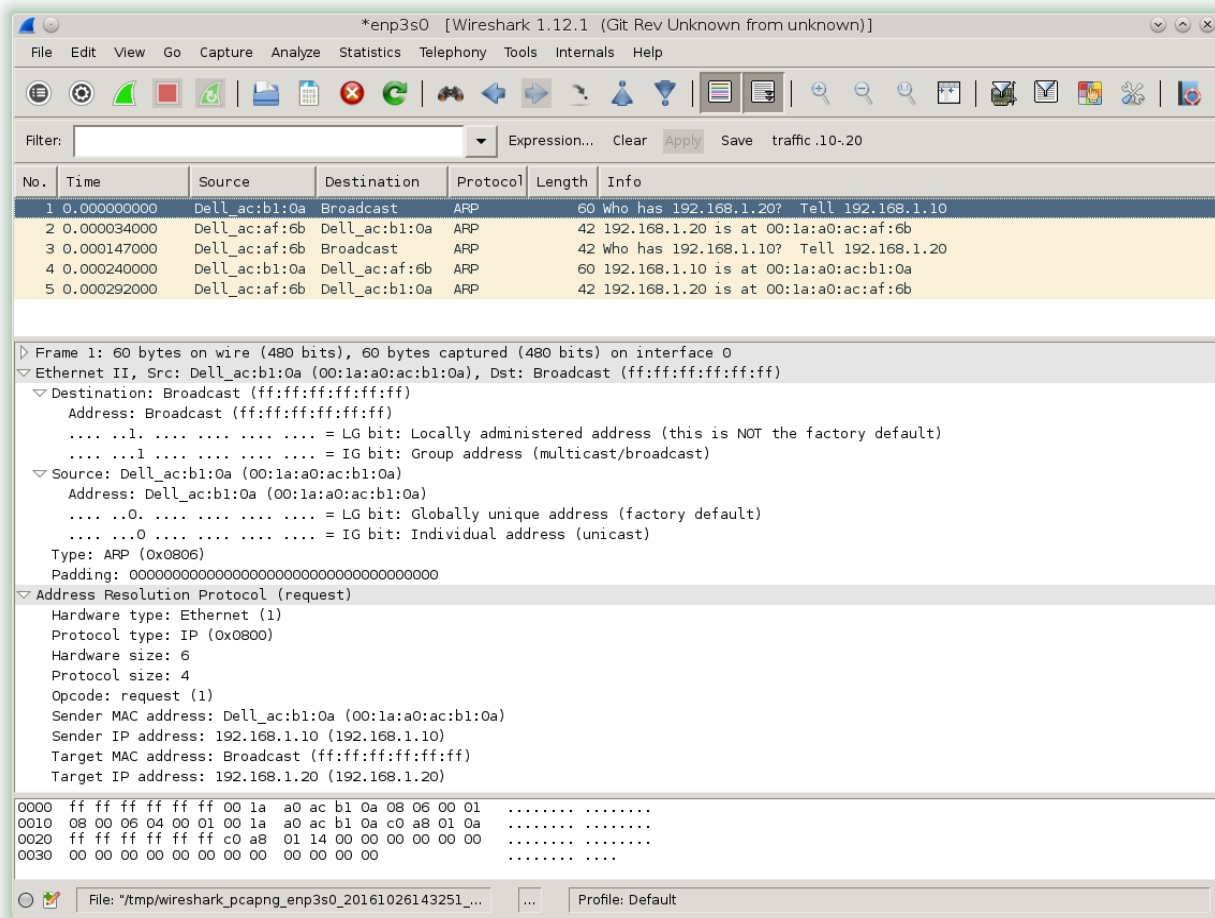 *enp3s0 [Wireshark 1.12.1 (Git Rev Unknown from unknown)]
File Edit View Go Capture Analyze Statistics Telephony Tools Internals Help
Filter: Expression... Clear Apply Save traffic .10-.20
No. Time Source Destination Protocol Length Info
1 0.000000000 Dell_ac:b1:0a Broadcast ARP 60 Who has 192.168.1.20? Tell 192.168.1.10
2 0.000034000 Dell_ac:af:6b Dell_ac:b1:0a ARP 42 192.168.1.20 is at 00:1a:a0:ac:af:6b
3 0.000147000 Dell_ac:af:6b Broadcast ARP 42 Who has 192.168.1.10? Tell 192.168.1.20
4 0.000240000 Dell_ac:b1:0a Dell_ac:af:6b ARP 60 192.168.1.10 is at 00:1a:a0:ac:b1:0a
5 0.000292000 Dell_ac:af:6b Dell_ac:b1:0a ARP 42 192.168.1.20 is at 00:1a:a0:ac:af:6b
Frame 1: 60 bytes on wire (480 bits), 60 bytes captured (480 bits) on interface 0
Ethernet II, Src: Dell_ac:b1:0a (00:1a:a0:ac:b1:0a), Dst: Broadcast (ff:ff:ff:ff:ff:ff)
Destination: Broadcast (ff:ff:ff:ff:ff:ff)
Address: Broadcast (ff:ff:ff:ff:ff:ff)
.... ..1. .... .... .... .... = LG bit: Locally administered address (this is NOT the factory default)
.... ...1 .... .... .... .... = IG bit: Group address (multicast/broadcast)
Source: Dell_ac:b1:0a (00:1a:a0:ac:b1:0a)
Address: Dell_ac:b1:0a (00:1a:a0:ac:b1:0a)
.... ..0. .... .... .... .... = LG bit: Globally unique address (factory default)
.... ...0 .... .... .... .... = IG bit: Individual address (unicast)
Type: ARP (0x0806)
Padding: 000000000000000000000000000000000000
Address Resolution Protocol (request)
Hardware type: Ethernet (1)
Protocol type: IP (0x0800)
Hardware size: 6
Protocol size: 4
Opcode: request (1)
Sender MAC address: Dell_ac:b1:0a (00:1a:a0:ac:b1:0a)
Sender IP address: 192.168.1.10 (192.168.1.10)
Target MAC address: Broadcast (ff:ff:ff:ff:ff:ff)
Target IP address: 192.168.1.20 (192.168.1.20)
0000 ff ff ff ff ff ff 00 1a a0 ac b1 0a 08 06 00 01 ........ ........
0010 08 00 06 04 00 01 00 1a a0 ac b1 0a c0 a8 01 0a ........ ........
0020 ff ff ff ff ff ff c0 a8 01 14 00 00 00 00 00 00 ........ ........
0030 00 00 00 00 00 00 00 00 00 00 00 00 ........ ....
File: "/tmp/wireshark_pcapng_enp3s0_20161026143251_... ... Profile: Default